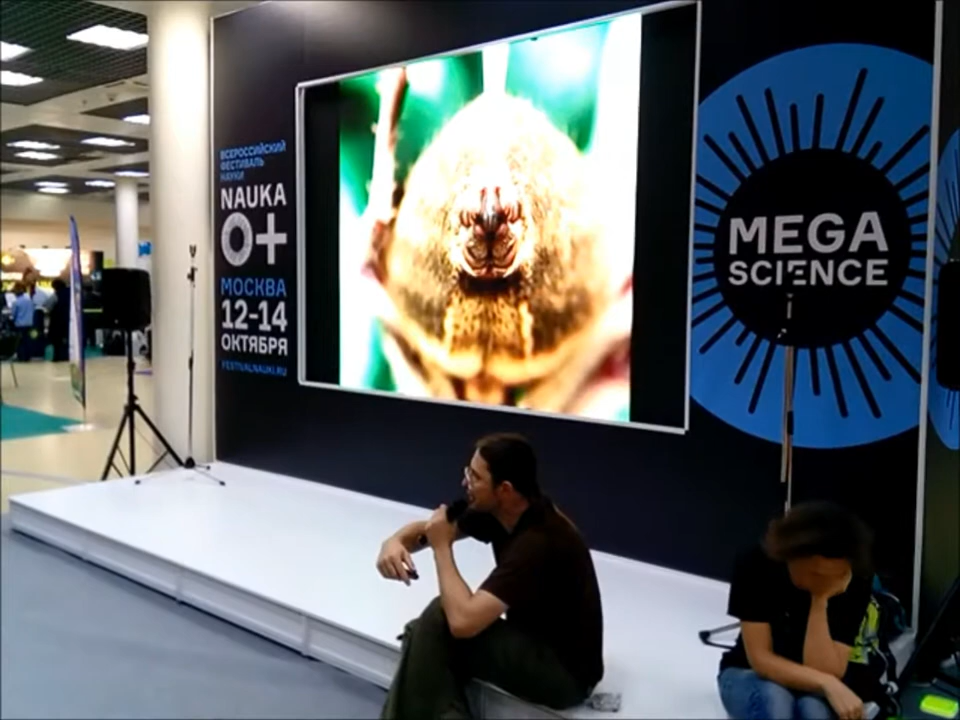 ВСЕРОССИЙСКИЙ
ФЕСТИВАЛЬ
НАУКИ
NAUKA
0+
МОСКВА
12-14
ОКТЯБРЯ
FESTIVALNAUKI.RU
MEGA
SCIENCE